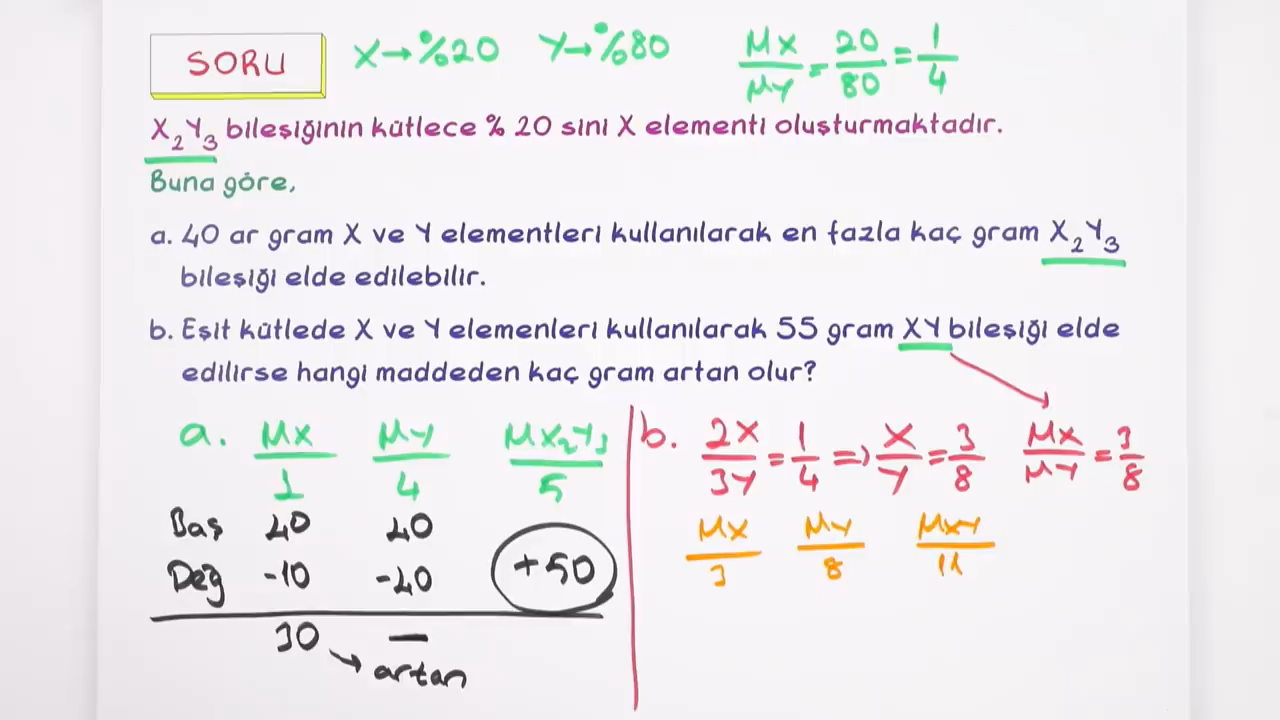 SORU X→%20 Y→%80 MX/MY = 20/80 = 1/4
X₂Y₃ bileşiğinin kütlece % 20 sini X elementi oluşturmaktadır.
Buna göre,
a. 40 ar gram X ve Y elementleri kullanılarak en fazla kaç gram X₂Y₃
bileşiği elde edilebilir.
b. Eşit kütlede X ve Y elemenleri kullanılarak 55 gram XY bileşiği elde
edilirse hangi maddeden kaç gram artan olur?
a. MX/1 MY/4 MX₂Y₃/5
Baş 40 40
Değ -10 -40 +50
30 —
→ artan
b. 2X/3Y = 1/4 => X/Y = 3/8 MX/MY = 3/8
MX/3 MY/8 MXY/11